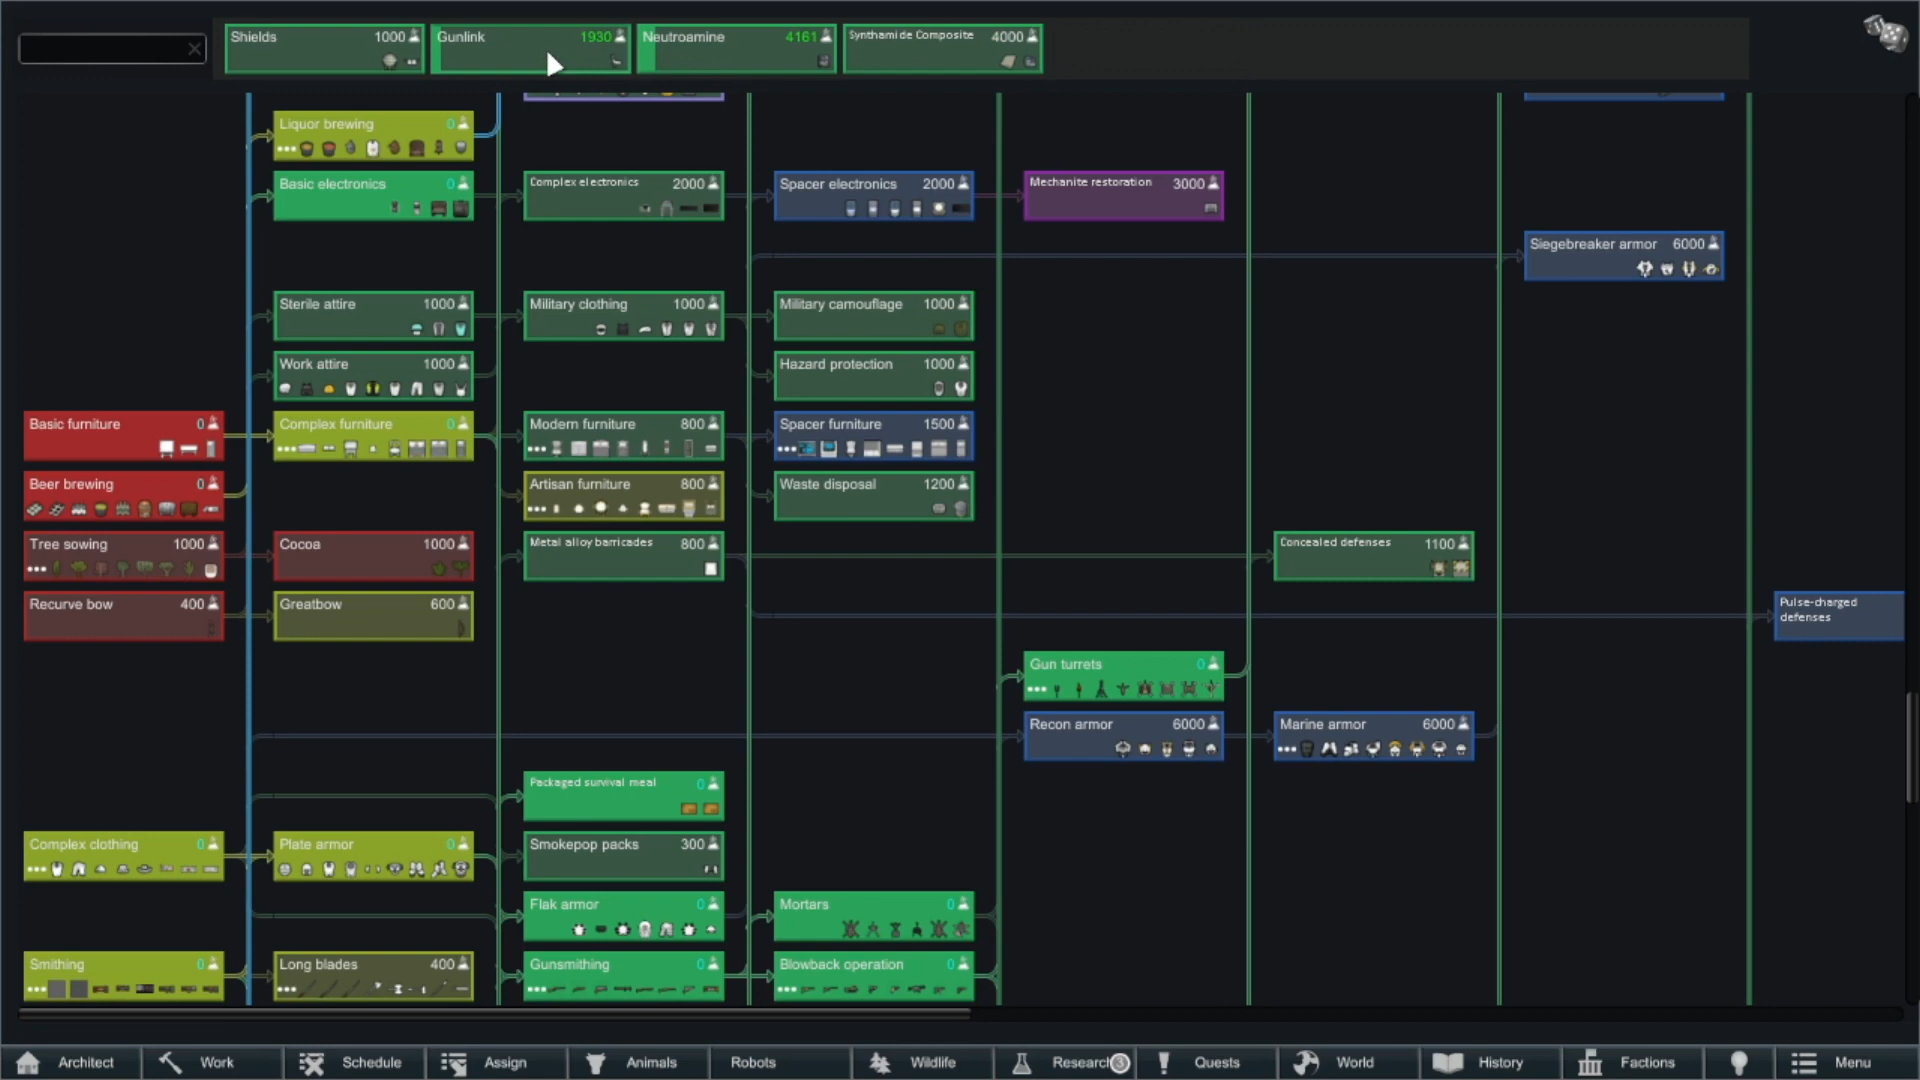 Shields 1000
Gunlink 1930
Neutroamine 4161
Synthamide Composite 4000
Liquor brewing 0
Basic electronics 0
Complex electronics 2000
Spacer electronics 2000
Mechanite restoration 3000
Siegebreaker armor 6000
Sterile attire 1000
Military clothing 1000
Military camouflage 1000
Work attire 1000
Hazard protection 1000
Basic furniture 0
Complex furniture 0
Modern furniture 800
Spacer furniture 1500
Beer brewing 0
Artisan furniture 800
Waste disposal 1200
Tree sowing 1000
Cocoa 1000
Metal alloy barricades 800
Concealed defenses 1100
Recurve bow 400
Greatbow 600
Pulse-charged
defenses
Gun turrets 0
Recon armor 6000
Marine armor 6000
Packaged survival meal 0
Complex clothing 0
Plate armor 0
Smokepop packs 300
Flak armor 0
Mortars 0
Smithing 0
Long blades 400
Gunsmithing 0
Blowback operation 0
Architect
Work
Schedule
Assign
Animals
Robots
Wildlife
Research 3
Quests
World
History
Factions
Menu